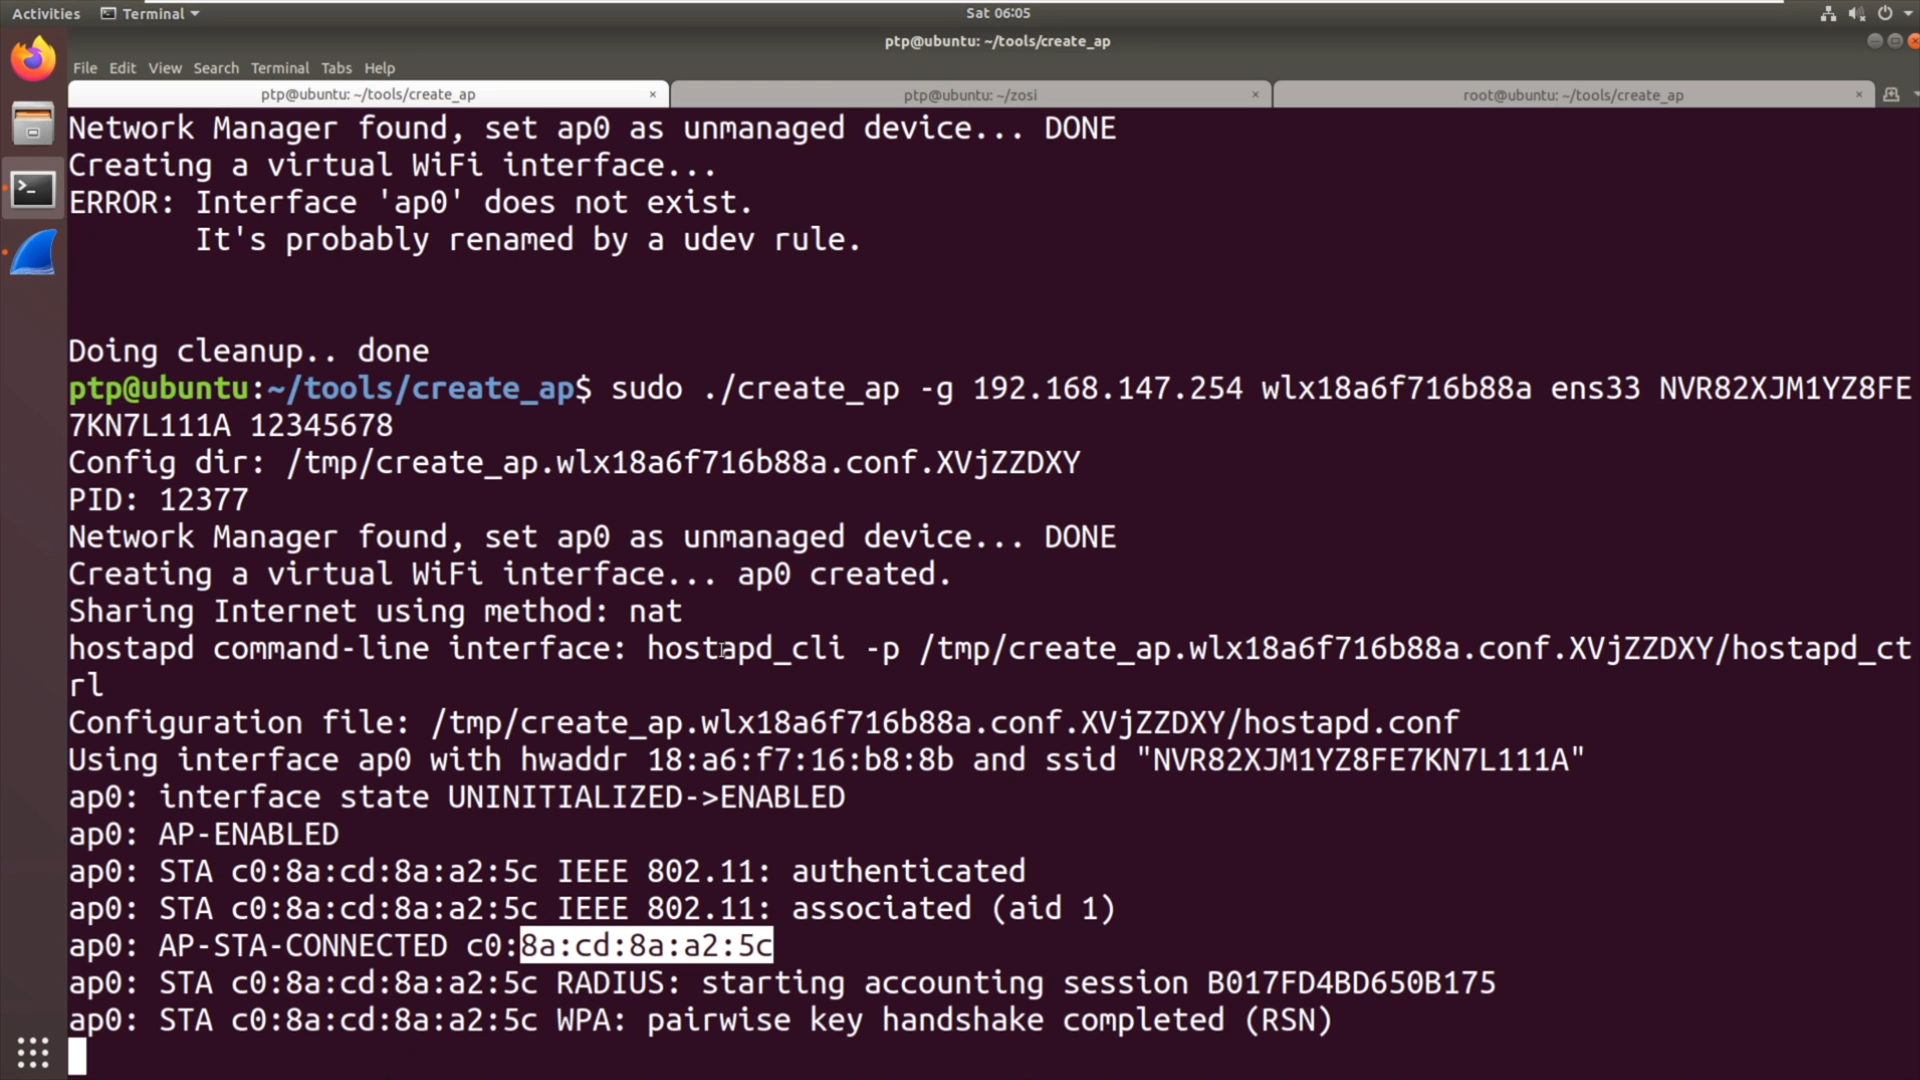 Activities Terminal Sat 06:05
ptp@ubuntu: ~/tools/create_ap
File Edit View Search Terminal Tabs Help
ptp@ubuntu: ~/tools/create_ap × ptp@ubuntu: ~/zosi × root@ubuntu: ~/tools/create_ap ×
Network Manager found, set ap0 as unmanaged device... DONE
Creating a virtual WiFi interface...
ERROR: Interface 'ap0' does not exist.
It's probably renamed by a udev rule.
Doing cleanup.. done
ptp@ubuntu:~/tools/create_ap$ sudo ./create_ap -g 192.168.147.254 wlx18a6f716b88a ens33 NVR82XJM1YZ8FE
7KN7L111A 12345678
Config dir: /tmp/create_ap.wlx18a6f716b88a.conf.XVjZZDXY
PID: 12377
Network Manager found, set ap0 as unmanaged device... DONE
Creating a virtual WiFi interface... ap0 created.
Sharing Internet using method: nat
hostapd command-line interface: hostapd_cli -p /tmp/create_ap.wlx18a6f716b88a.conf.XVjZZDXY/hostapd_ct
rl
Configuration file: /tmp/create_ap.wlx18a6f716b88a.conf.XVjZZDXY/hostapd.conf
Using interface ap0 with hwaddr 18:a6:f7:16:b8:8b and ssid "NVR82XJM1YZ8FE7KN7L111A"
ap0: interface state UNINITIALIZED->ENABLED
ap0: AP-ENABLED
ap0: STA c0:8a:cd:8a:a2:5c IEEE 802.11: authenticated
ap0: STA c0:8a:cd:8a:a2:5c IEEE 802.11: associated (aid 1)
ap0: AP-STA-CONNECTED c0:8a:cd:8a:a2:5c
ap0: STA c0:8a:cd:8a:a2:5c RADIUS: starting accounting session B017FD4BD650B175
ap0: STA c0:8a:cd:8a:a2:5c WPA: pairwise key handshake completed (RSN)